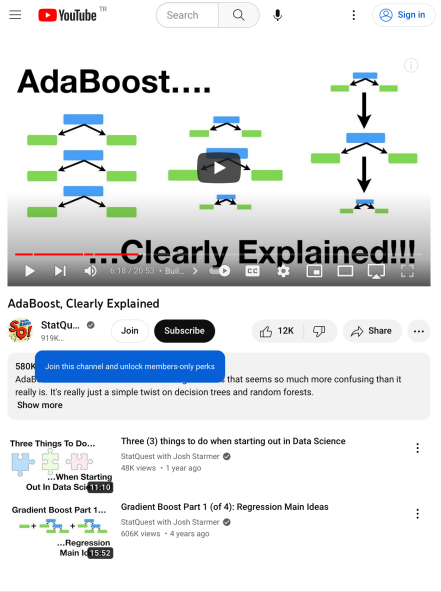 YouTube TR
Search
Sign in
AdaBoost....
...Clearly Explained!!!
6:18 / 20:53 • Buil...
CC
AdaBoost, Clearly Explained
StatQu...
919K...
Join
Subscribe
12K
Share
580K
Join this channel and unlock members-only perks
that seems so much more confusing than it
really is. It's really just a simple twist on decision trees and random forests.
Show more
Three Things To Do...
...When Starting
Out In Data Sci
11:10
Three (3) things to do when starting out in Data Science
StatQuest with Josh Starmer
48K views • 1 year ago
Gradient Boost Part 1...
...Regression
Main Id
15:52
Gradient Boost Part 1 (of 4): Regression Main Ideas
StatQuest with Josh Starmer
606K views • 4 years ago